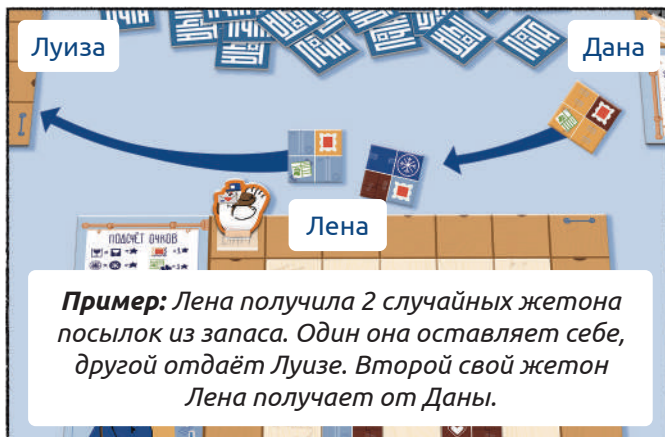 Луиза
Дана
Лена
ПОДСЧЁТ ОЧКОВ
Пример: Лена получила 2 случайных жетона
посылок из запаса. Один она оставляет себе,
другой отдаёт Луизе. Второй свой жетон
Лена получает от Даны.